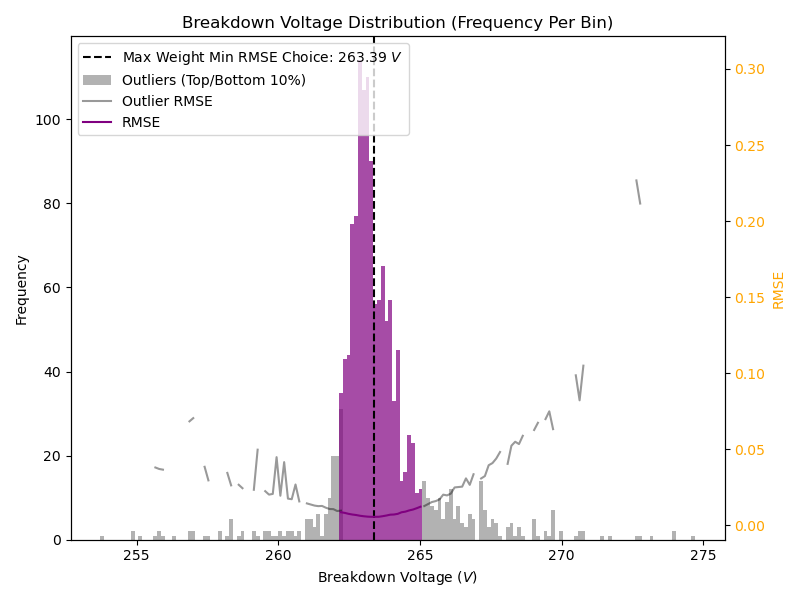 Breakdown Voltage Distribution (Frequency Per Bin)
Max Weight Min RMSE Choice: 263.39 V
Outliers (Top/Bottom 10%)
Outlier RMSE
RMSE
Frequency
100
80
60
40
20
0
0.30
0.25
0.20
0.15
0.10
0.05
0.00
RMSE
255
260
265
270
275
Breakdown Voltage (V)